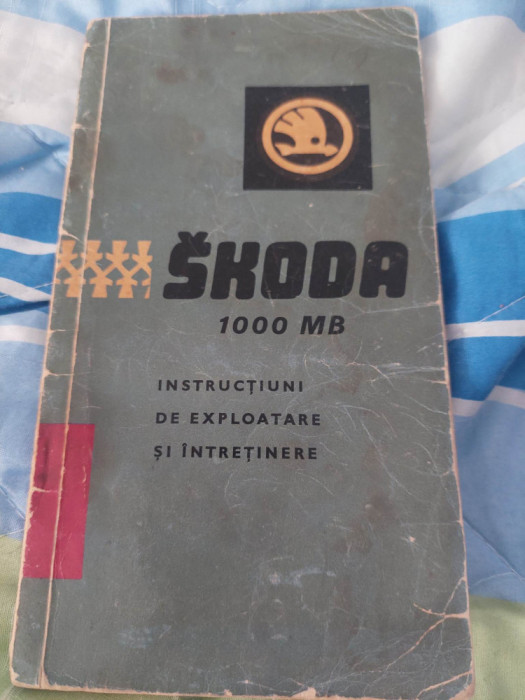 ŠKODA
1000 MB
INSTRUCȚIUNI
DE EXPLOATARE
ȘI ÎNTREȚINERE